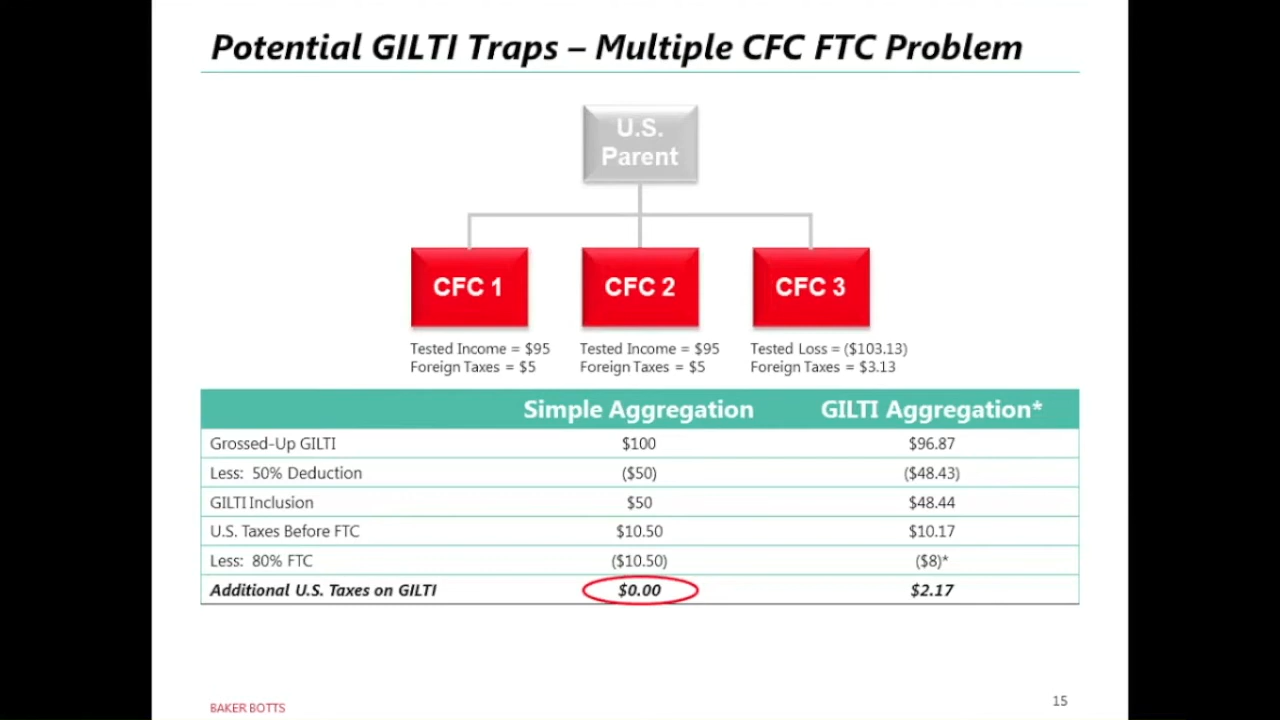 Potential GILTI Traps – Multiple CFC FTC Problem
U.S.
Parent
CFC 1
CFC 2
CFC 3
Tested Income = $95
Foreign Taxes = $5
Tested Income = $95
Foreign Taxes = $5
Tested Loss = ($103.13)
Foreign Taxes = $3.13
Simple Aggregation GILTI Aggregation*
Grossed-Up GILTI $100 $96.87
Less: 50% Deduction ($50) ($48.43)
GILTI Inclusion $50 $48.44
U.S. Taxes Before FTC $10.50 $10.17
Less: 80% FTC ($10.50) ($8)*
Additional U.S. Taxes on GILTI $0.00 $2.17
BAKER BOTTS
15